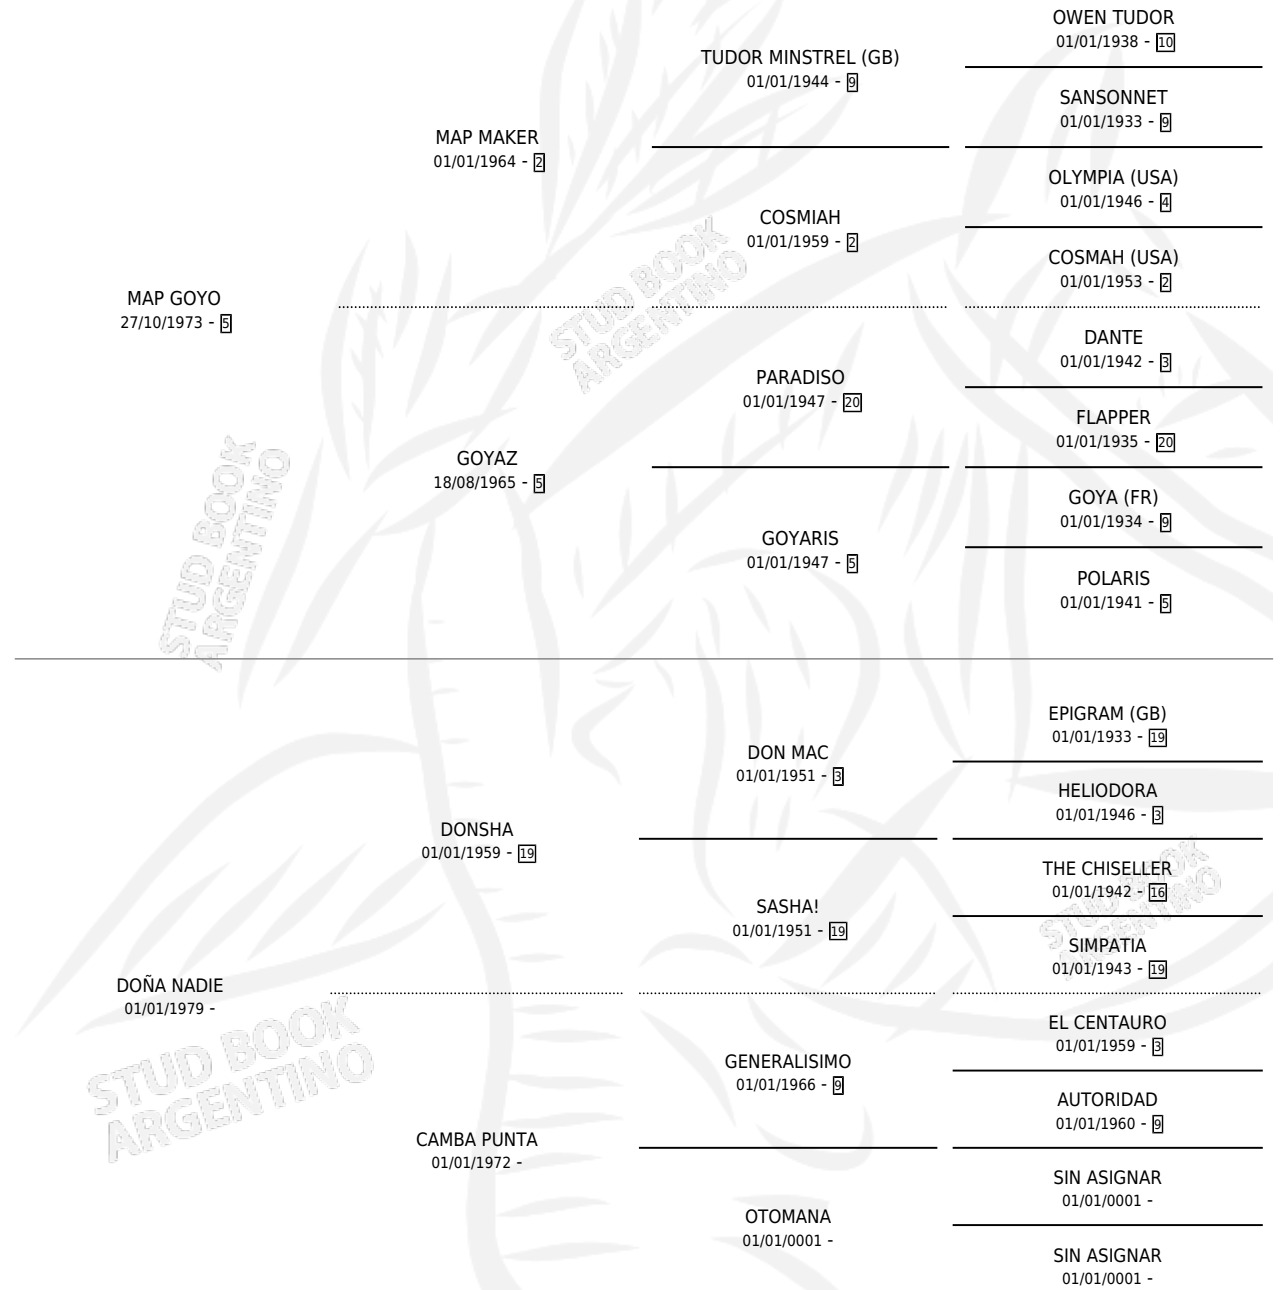 OWEN TUDOR
01/01/1938 - 10
TUDOR MINSTREL (GB)
01/01/1944 - 9
SANSONNET
01/01/1933 - 9
MAP MAKER
01/01/1964 - 2
OLYMPIA (USA)
01/01/1946 - 4
COSMIAH
01/01/1959 - 2
COSMAH (USA)
01/01/1953 - 2
MAP GOYO
27/10/1973 - 5
DANTE
01/01/1942 - 3
PARADISO
01/01/1947 - 20
FLAPPER
01/01/1935 - 20
GOYAZ
18/08/1965 - 5
GOYA (FR)
01/01/1934 - 9
GOYARIS
01/01/1947 - 5
POLARIS
01/01/1941 - 5
EPIGRAM (GB)
01/01/1933 - 19
DON MAC
01/01/1951 - 3
HELIODORA
01/01/1946 - 3
DONSHA
01/01/1959 - 19
THE CHISELLER
01/01/1942 - 16
SASHA!
01/01/1951 - 19
SIMPATIA
01/01/1943 - 19
DOÑA NADIE
01/01/1979 -
EL CENTAURO
01/01/1959 - 3
GENERALISIMO
01/01/1966 - 9
AUTORIDAD
01/01/1960 - 9
CAMBA PUNTA
01/01/1972 -
SIN ASIGNAR
01/01/0001 -
OTOMANA
01/01/0001 -
SIN ASIGNAR
01/01/0001 -
STUD BOOK
ARGENTINO
STUD BOOK
ARGENTINO
STUD BOOK
ARGENTINO
STUD BOOK
ARGENTINO